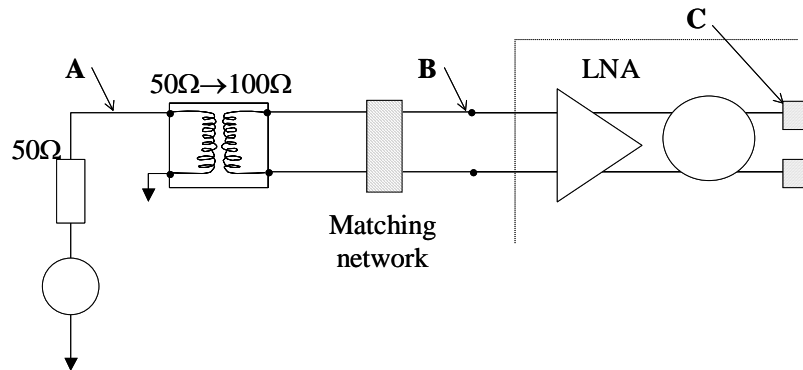 C
A
B
LNA
50Ω→100Ω
50Ω
Matching
network